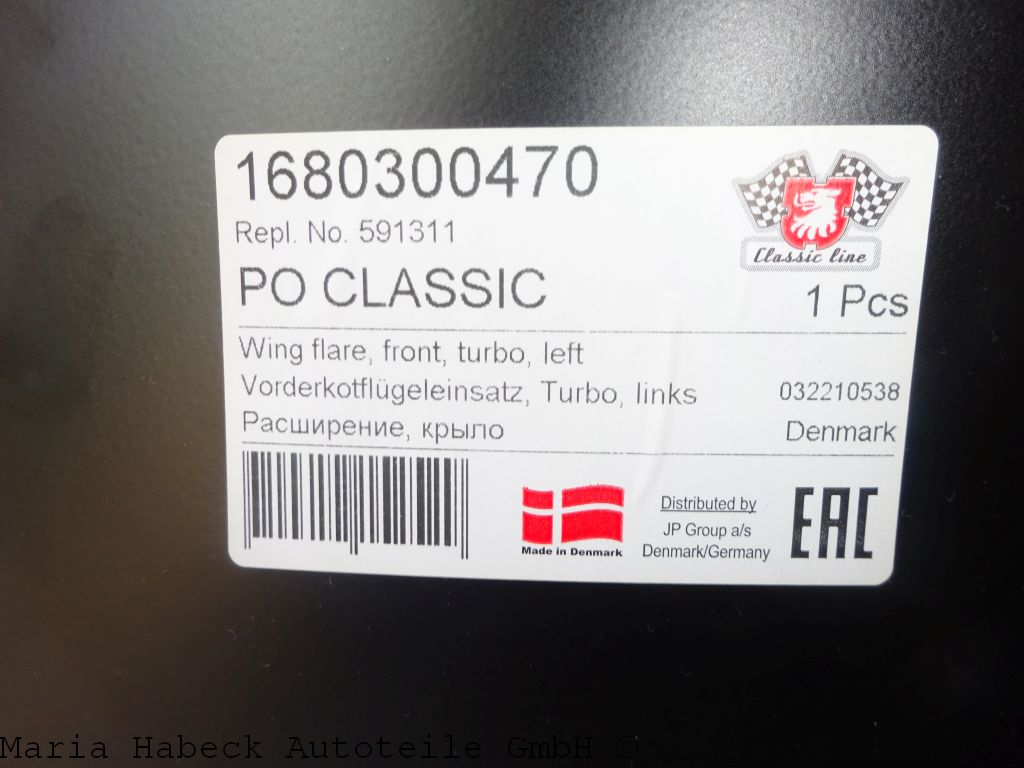 1680300470
Repl. No. 591311
PO CLASSIC
Classic line
1 Pcs
Wing flare, front, turbo, left
Vorderkotflügeleinsatz, Turbo, links
032210538
Расширение, крыло
Denmark
Made in Denmark
Distributed by
JP Group a/s
Denmark/Germany
EAC
Maria Habeck Autoteile GmbH ©